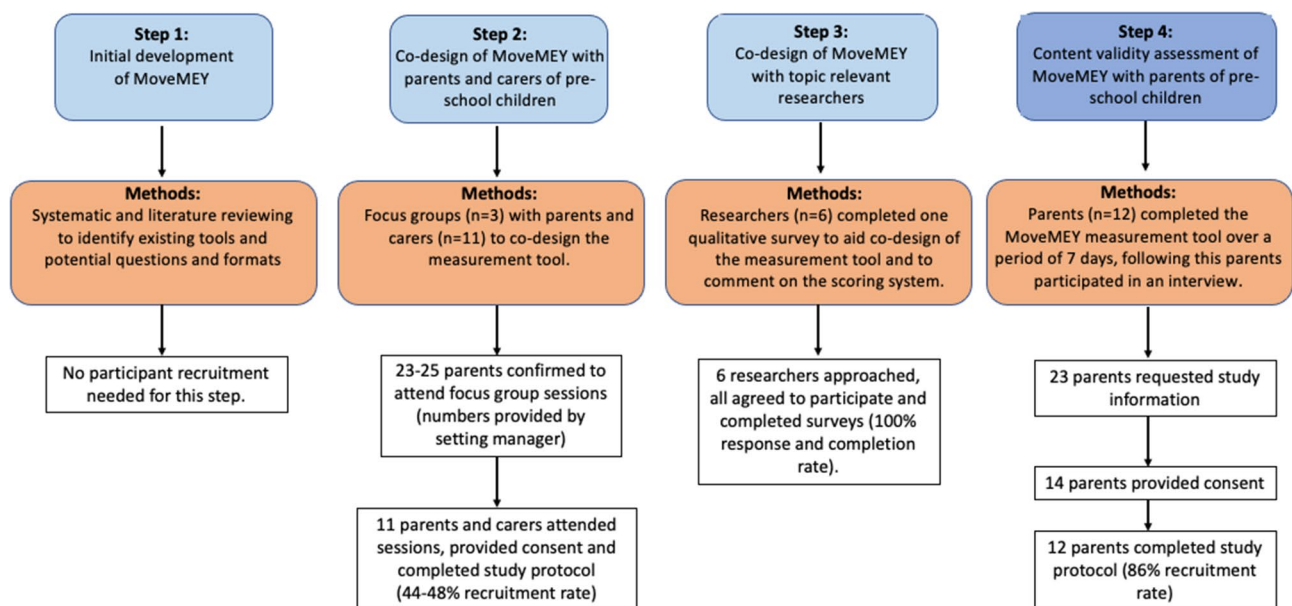 Step 1:
Initial development
of MoveMEY
Methods:
Systematic and literature reviewing
to identify existing tools and
potential questions and formats
No participant recruitment
needed for this step.
Step 2:
Co-design of MoveMEY with
parents and carers of pre-
school children
Methods:
Focus groups (n=3) with parents and
carers (n=11) to co-design the
measurement tool.
23-25 parents confirmed to
attend focus group sessions
(numbers provided by
setting manager)
11 parents and carers attended
sessions, provided consent and
completed study protocol
(44-48% recruitment rate)
Step 3:
Co-design of MoveMEY
with topic relevant
researchers
Methods:
Researchers (n=6) completed one
qualitative survey to aid co-design of
the measurement tool and to
comment on the scoring system.
6 researchers approached,
all agreed to participate and
completed surveys (100%
response and completion
rate).
Step 4:
Content validity assessment of
MoveMEY with parents of pre-
school children
Methods:
Parents (n=12) completed the
MoveMEY measurement tool over a
period of 7 days, following this parents
participated in an interview.
23 parents requested study
information
14 parents provided consent
12 parents completed study
protocol (86% recruitment
rate)